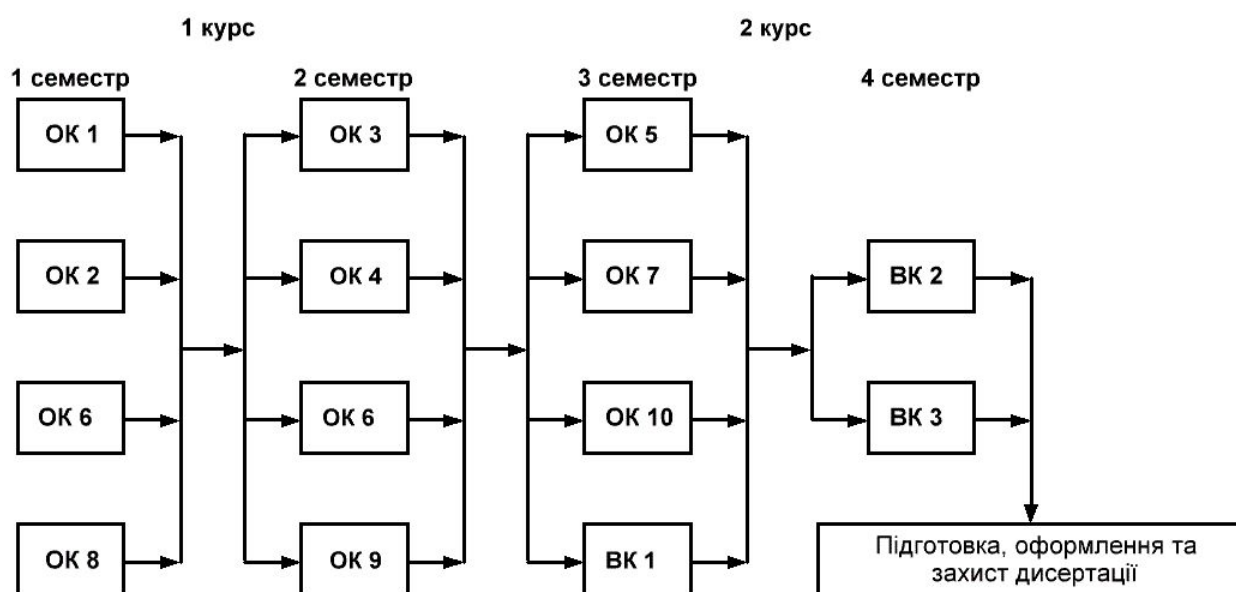 1 курс 2 курс
1 семестр 2 семестр 3 семестр 4 семестр
ОК 1 ОК 3 ОК 5
ОК 2 ОК 4 ОК 7 ВК 2
ОК 6 ОК 6 ОК 10 ВК 3
ОК 8 ОК 9 ВК 1
Підготовка, оформлення та
захист дисертації